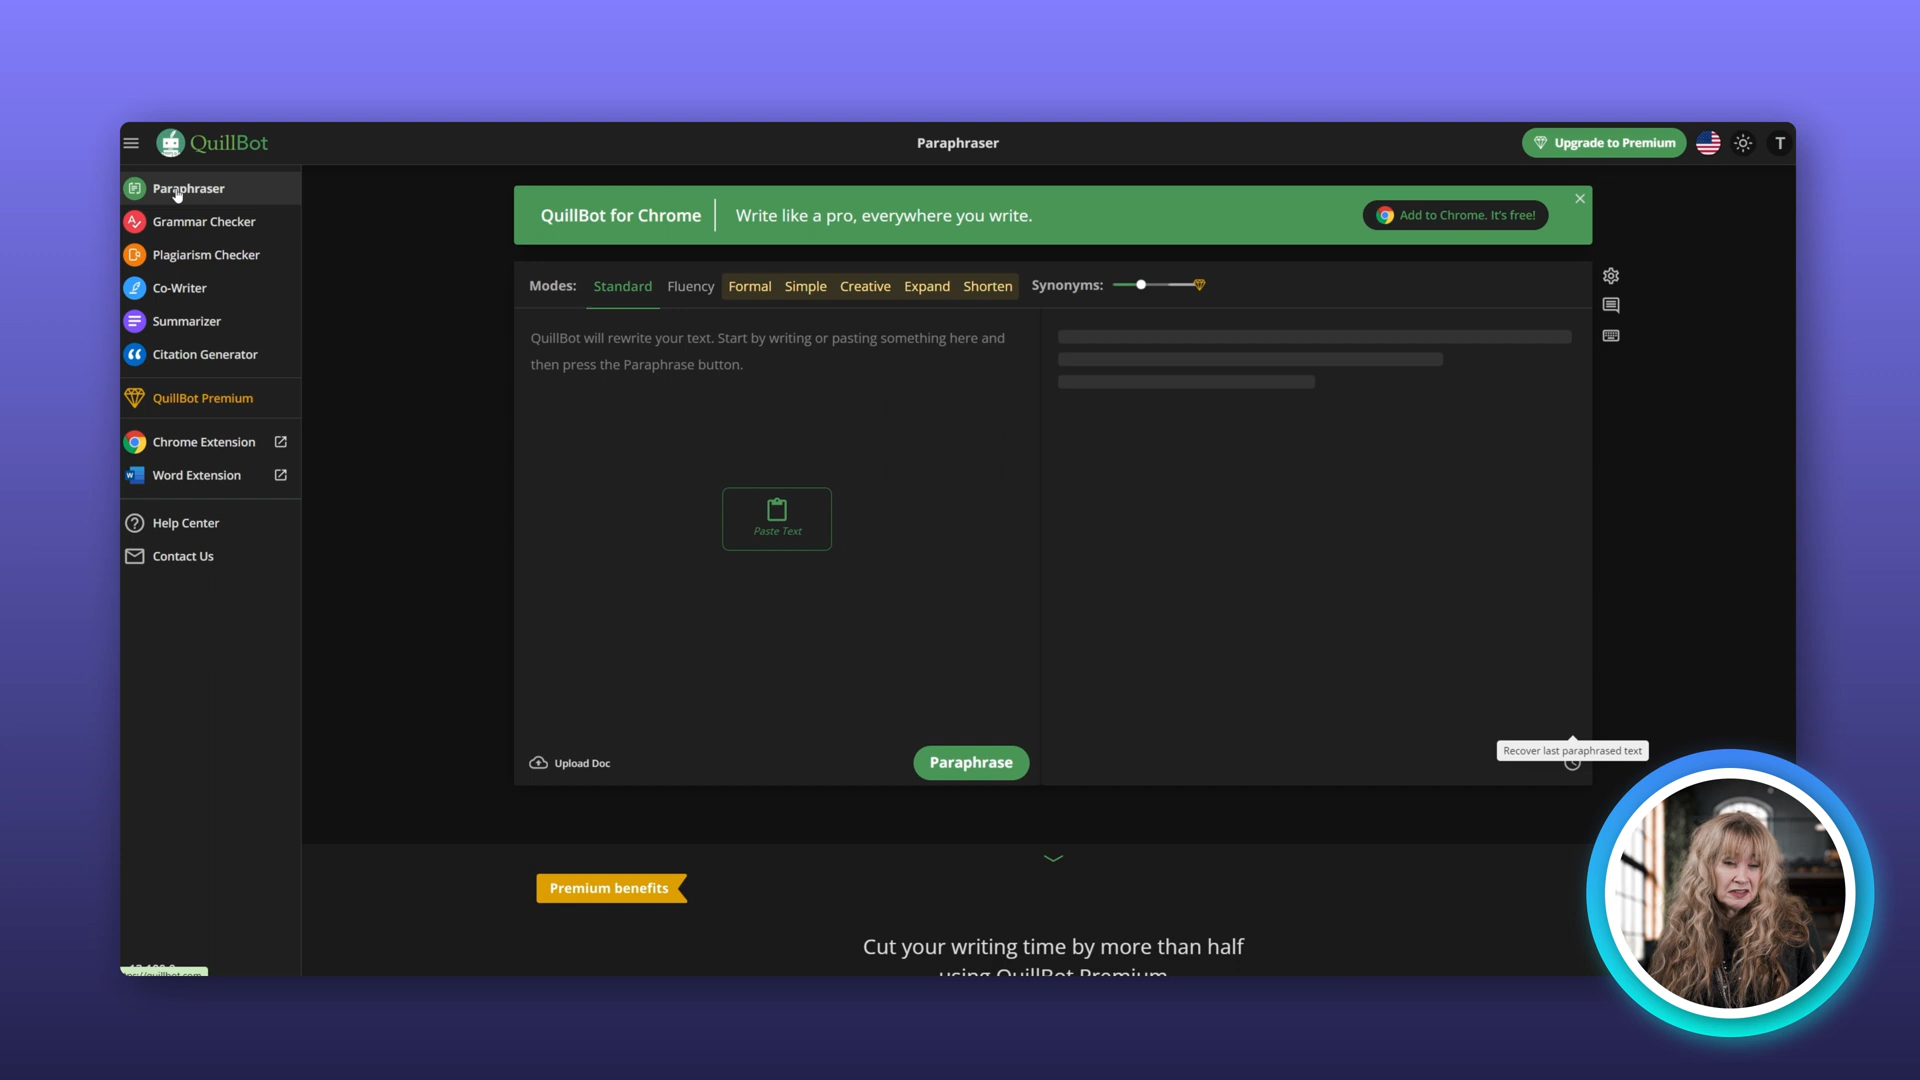 QuillBot
Paraphraser
Upgrade to Premium
T
Paraphraser
Grammar Checker
Plagiarism Checker
Co-Writer
Summarizer
Citation Generator
QuillBot Premium
Chrome Extension
Word Extension
Help Center
Contact Us
QuillBot for Chrome
Write like a pro, everywhere you write.
Add to Chrome. It's free!
Modes: Standard Fluency Formal Simple Creative Expand Shorten Synonyms:
QuillBot will rewrite your text. Start by writing or pasting something here and
then press the Paraphrase button.
Paste Text
Upload Doc
Paraphrase
Recover last paraphrased text
Premium benefits
Cut your writing time by more than half
using QuillBot Premium